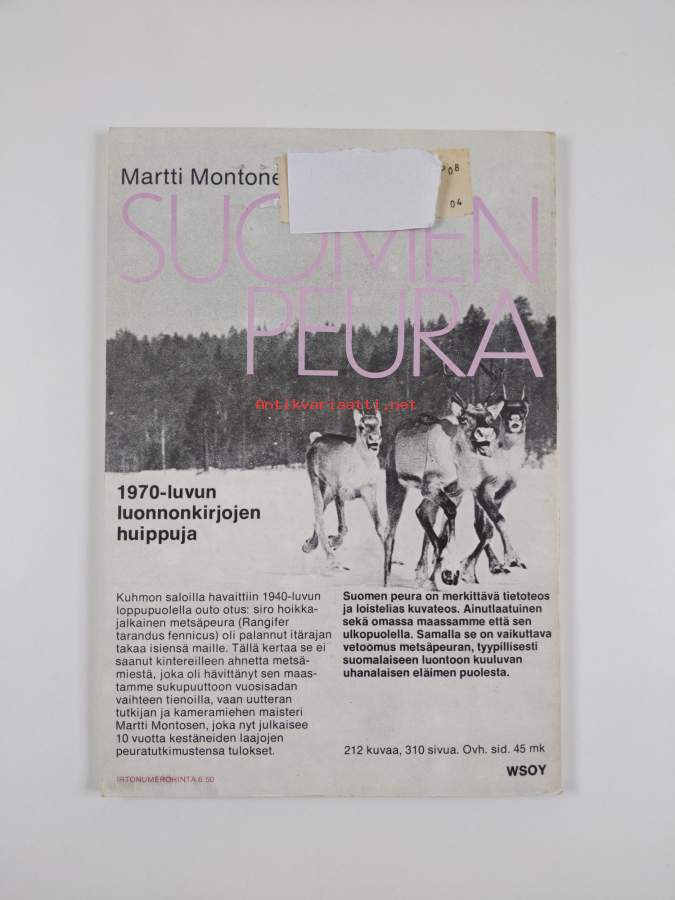 Martti Montone
08
04
SUOMEN
PEURA
Antikvariaatti.net
1970-luvun
luonnonkirjojen
huippuja
Kuhmon saloilla havaittiin 1940-luvun
loppupuolella outo otus: siro hoikka-
jalkainen metsäpeura (Rangifer
tarandus fennicus) oli palannut itärajan
takaa isiensä maille. Tällä kertaa se ei
saanut kintereilleen ahnetta metsä-
miestä, joka oli hävittänyt sen maas-
tamme sukupuuttoon vuosisadan
vaihteen tienoilla, vaan uutteran
tutkijan ja kameramiehen maisteri
Martti Montosen, joka nyt julkaisee
10 vuotta kestäneiden laajojen
peuratutkimustensa tulokset.
Suomen peura on merkittävä tietoteos
ja loistelias kuvateos. Ainutlaatuinen
sekä omassa maassamme että sen
ulkopuolella. Samalla se on vaikuttava
vetoomus metsäpeuran, tyypillisesti
suomalaiseen luontoon kuuluvan
uhanalaisen eläimen puolesta.
212 kuvaa, 310 sivua. Ovh. sid. 45 mk
WSOY
IRTONUMEROHINTA 6:50